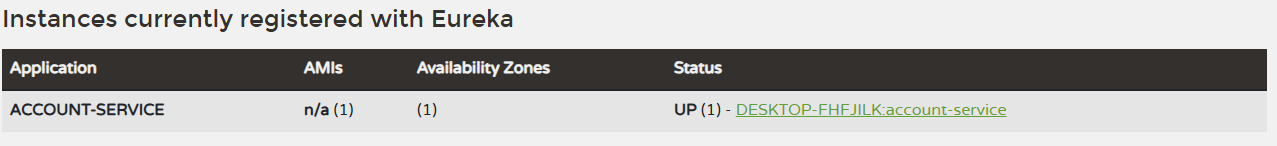 Instances currently registered with Eureka
Application AMIs Availability Zones Status
ACCOUNT-SERVICE n/a (1) (1) UP (1) - DESKTOP-FHFJILK:account-service